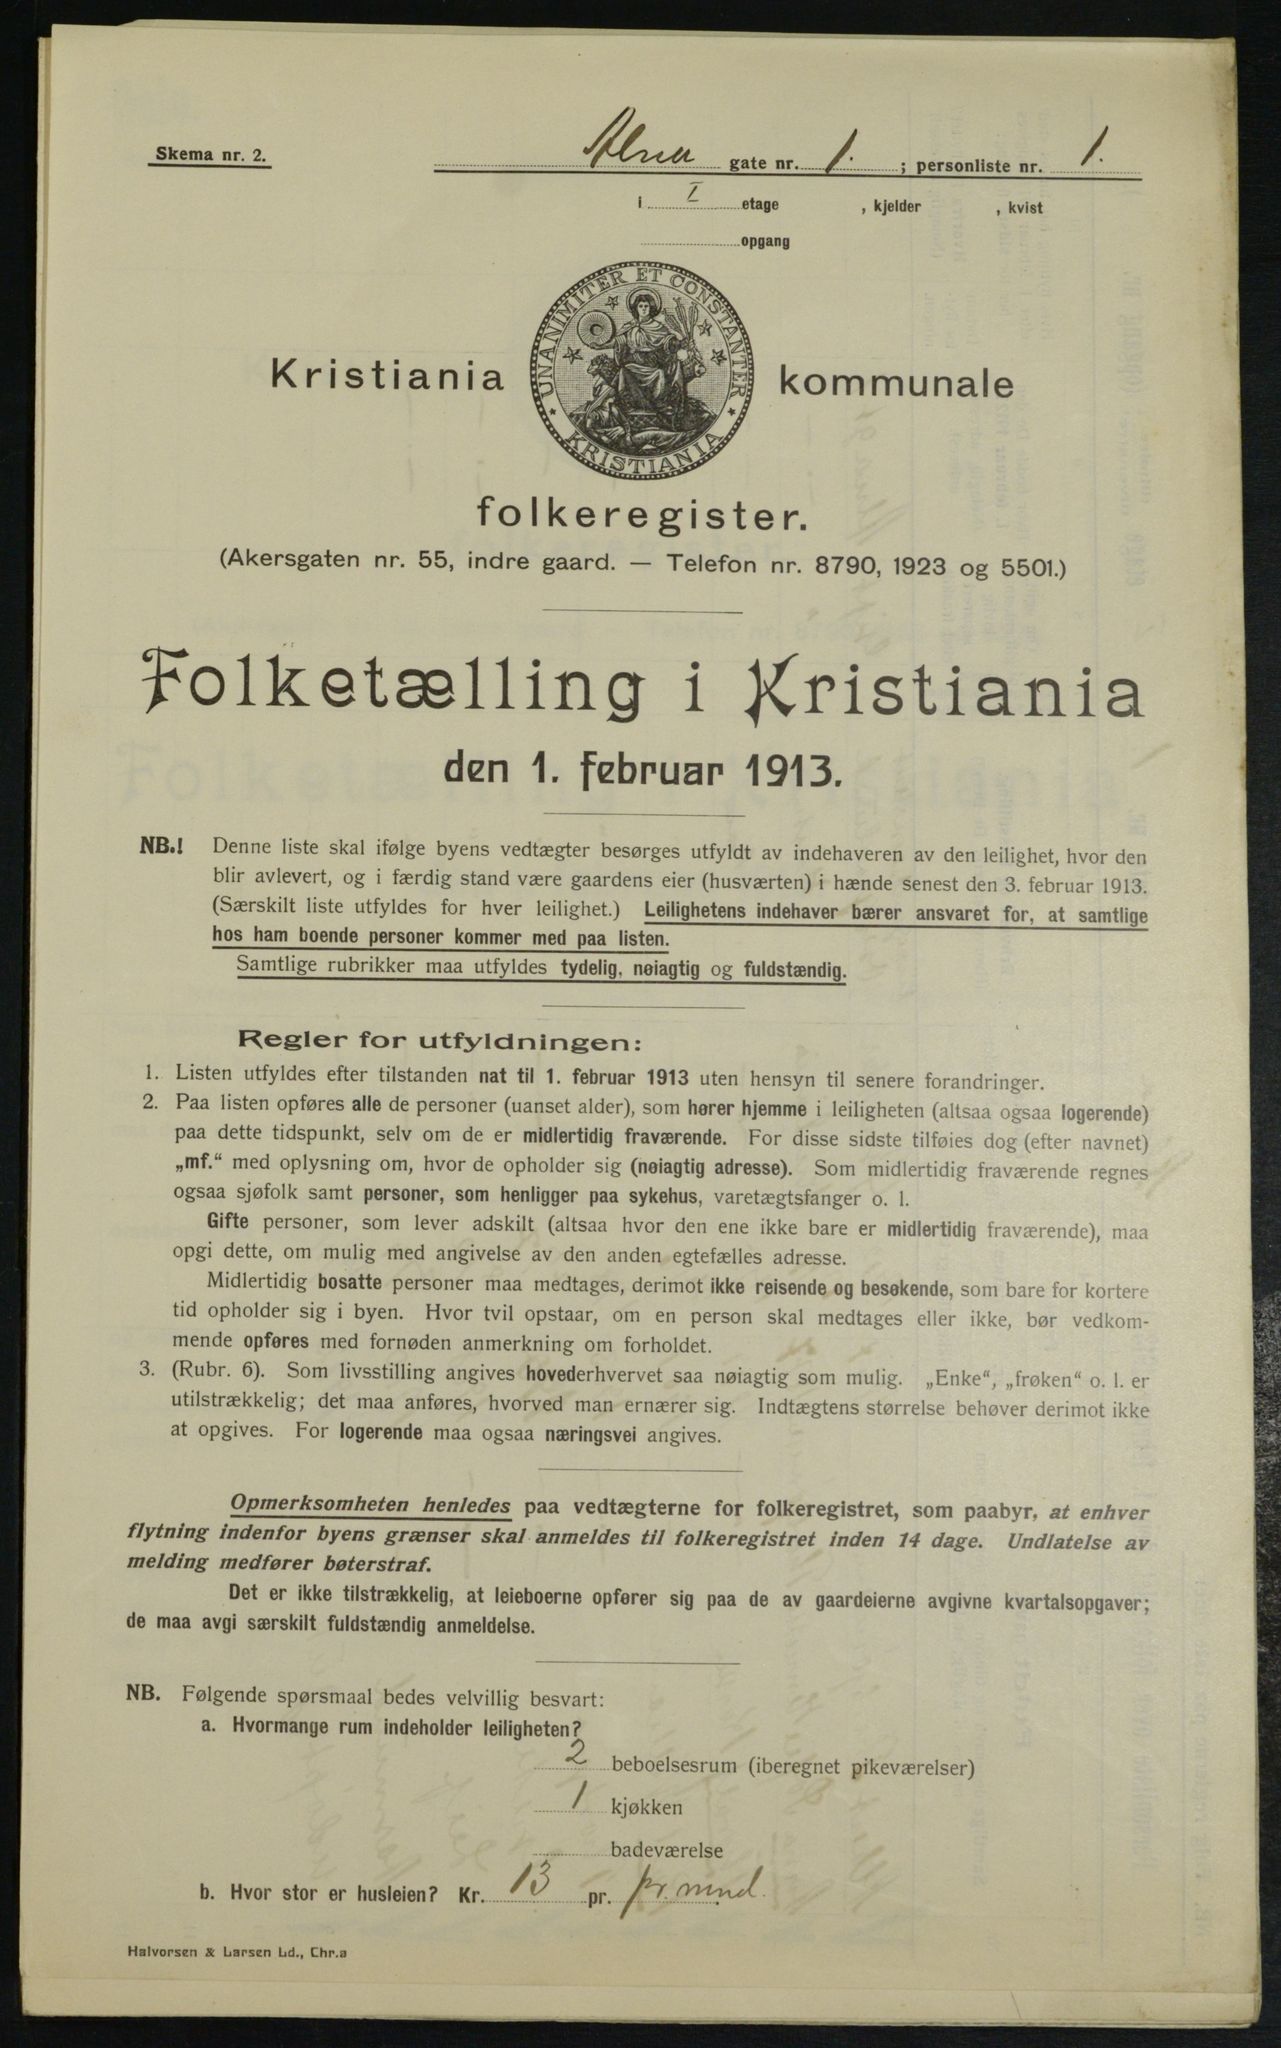 Skema nr. 2.
Alna gate nr. 1. ; personliste nr. 1.
i I etage , kjelder , kvist
opgang
UNANIMITER ET CONSTANTER
KRISTIANIA
Kristiania kommunale
folkeregister.
(Akersgaten nr. 55, indre gaard. — Telefon nr. 8790, 1923 og 5501.)
Folketælling i Kristiania
den 1. februar 1913.
NB.! Denne liste skal ifølge byens vedtægter besørges utfyldt av indehaveren av den leilighet, hvor den
blir avlevert, og i færdig stand være gaardens eier (husværten) i hænde senest den 3. februar 1913.
(Særskilt liste utfyldes for hver leilighet.) Leilighetens indehaver bærer ansvaret for, at samtlige
hos ham boende personer kommer med paa listen.
Samtlige rubrikker maa utfyldes tydelig, nøiagtig og fuldstændig.
Regler for utfyldningen:
1. Listen utfyldes efter tilstanden nat til 1. februar 1913 uten hensyn til senere forandringer.
2. Paa listen opføres alle de personer (uanset alder), som hører hjemme i leiligheten (altsaa ogsaa logerende)
paa dette tidspunkt, selv om de er midlertidig fraværende. For disse sidste tilføies dog (efter navnet)
„mf.“ med oplysning om, hvor de opholder sig (nøiagtig adresse). Som midlertidig fraværende regnes
ogsaa sjøfolk samt personer, som henligger paa sykehus, varetægtsfanger o. l.
Gifte personer, som lever adskilt (altsaa hvor den ene ikke bare er midlertidig fraværende), maa
opgi dette, om mulig med angivelse av den anden egtefælles adresse.
Midlertidig bosatte personer maa medtages, derimot ikke reisende og besøkende, som bare for kortere
tid opholder sig i byen. Hvor tvil opstaar, om en person skal medtages eller ikke, bør vedkom-
mende opføres med fornøden anmerkning om forholdet.
3. (Rubr. 6). Som livsstilling angives hovederhvervet saa nøiagtig som mulig. „Enke“, „frøken“ o. l. er
utilstrækkelig; det maa anføres, hvorved man ernærer sig. Indtægtens størrelse behøver derimot ikke
at opgives. For logerende maa ogsaa næringsvei angives.
Opmerksomheten henledes paa vedtægterne for folkeregistret, som paabyr, at enhver
flytning indenfor byens grænser skal anmeldes til folkeregistret inden 14 dage. Undlatelse av
melding medfører bøterstraf.
Det er ikke tilstrækkelig, at leieboerne opfører sig paa de av gaardeierne avgivne kvartalsopgaver;
de maa avgi særskilt fuldstændig anmeldelse.
NB. Følgende spørsmaal bedes velvillig besvart:
a. Hvormange rum indeholder leiligheten?
2 beboelsesrum (iberegnet pikeværelser)
1 kjøkken
badeværelse
b. Hvor stor er husleien? Kr. 13 pr. pr. mnd.
Halvorsen & Larsen Ld., Chr.a